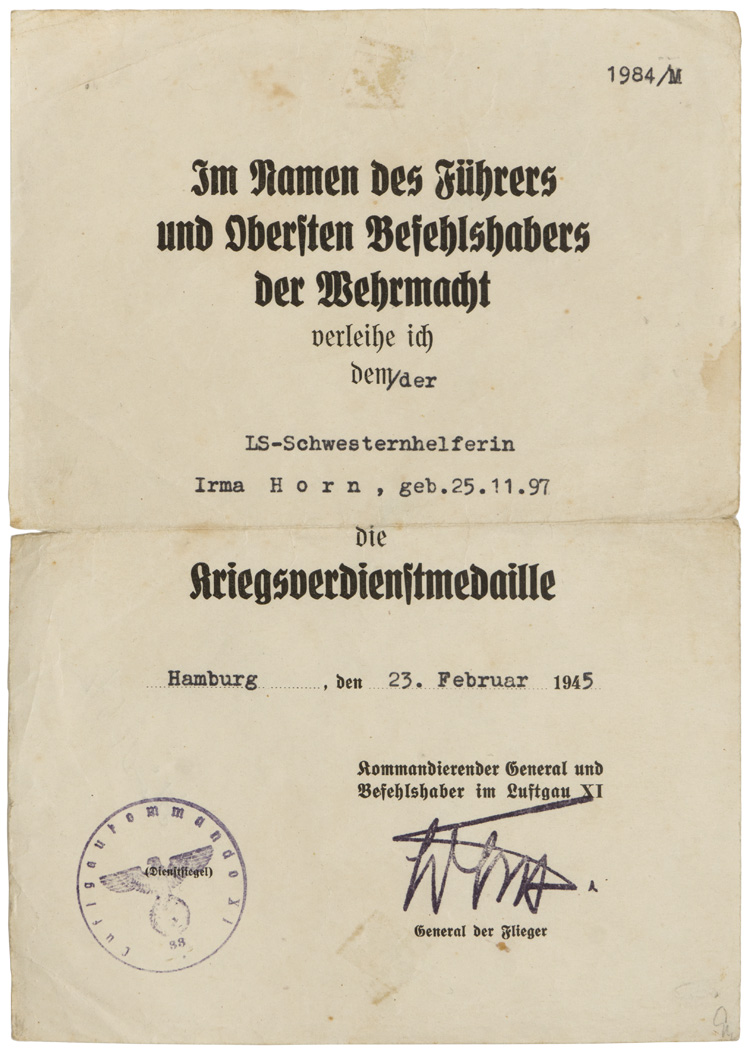 1984/M
Im Namen des Führers
und Obersten Befehlshabers
der Wehrmacht
verleihe ich
dem/der
LS-Schwesternhelferin
Irma H o r n , geb.25.11.97
die
Kriegsverdienstmedaille
Hamburg , den 23. Februar 1945
Kommandierender General und
Befehlshaber im Luftgau XI
General der Flieger
Luftgaukommando XI
(Dienstsiegel)
88